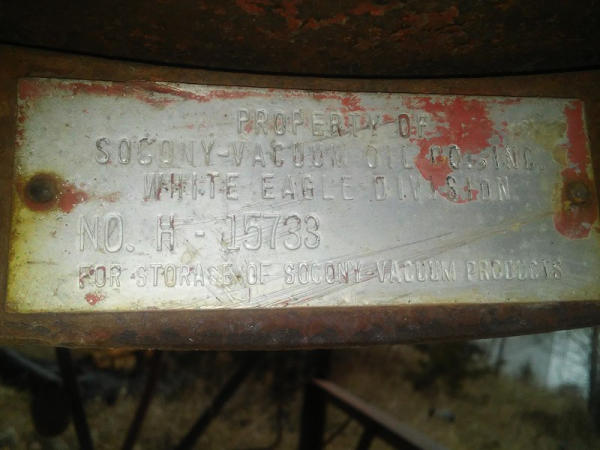 PROPERTY OF
SOCONY-VACUUM OIL CO., INC.
WHITE EAGLE DIVISION
NO. H - 15733
FOR STORAGE OF SOCONY-VACUUM PRODUCTS